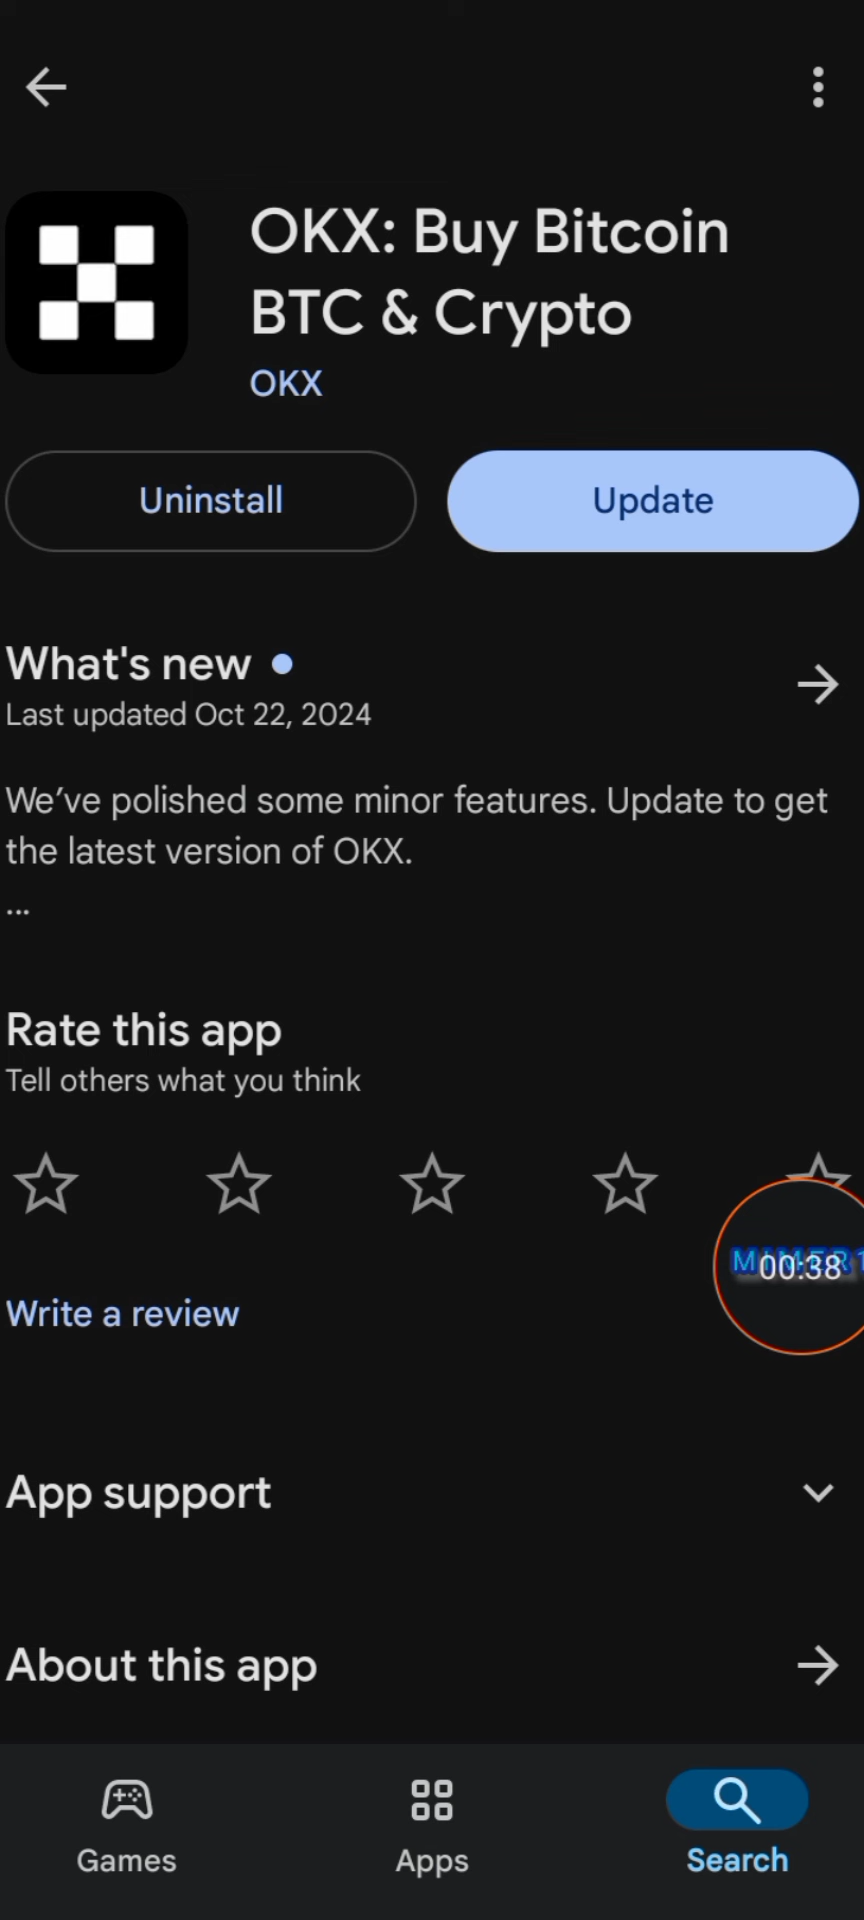 OKX: Buy Bitcoin
BTC & Crypto
OKX
Uninstall
Update
What's new
Last updated Oct 22, 2024
We’ve polished some minor features. Update to get
the latest version of OKX.
...
Rate this app
Tell others what you think
00:38
Write a review
App support
About this app
Games
Apps
Search